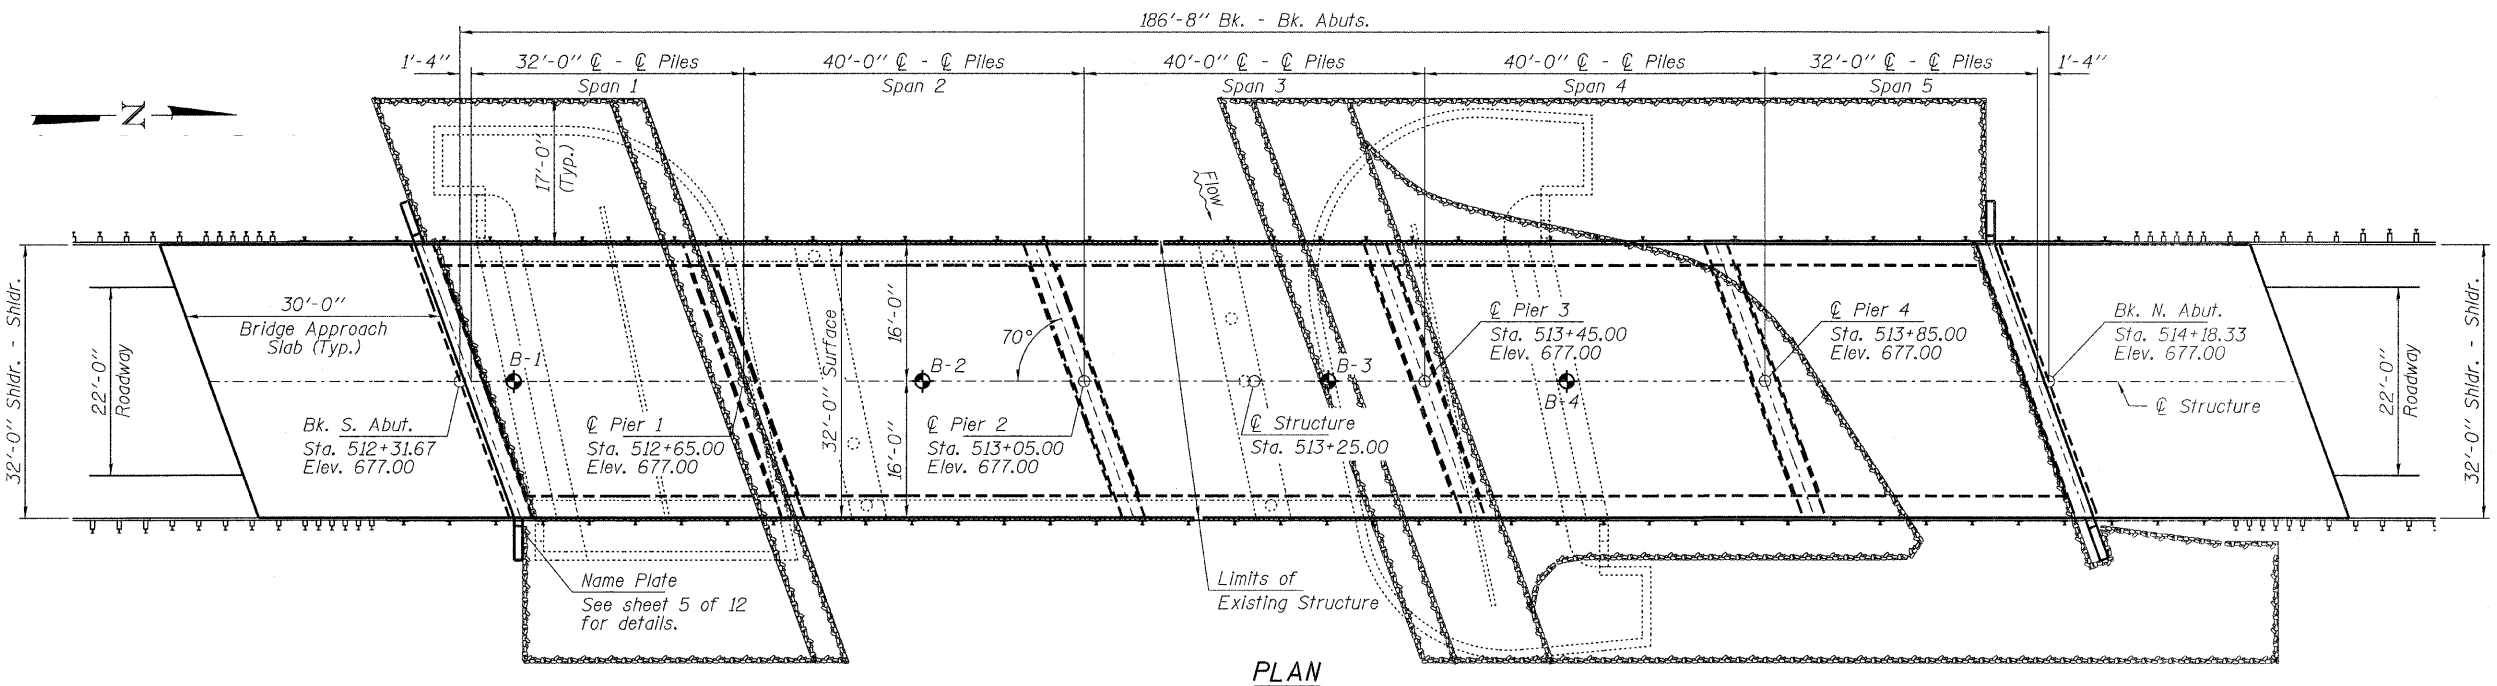 186'-8" Bk. - Bk. Abuts.
1'-4"
32'-0" ℄ - ℄ Piles
Span 1
40'-0" ℄ - ℄ Piles
Span 2
40'-0" ℄ - ℄ Piles
Span 3
40'-0" ℄ - ℄ Piles
Span 4
32'-0" ℄ - ℄ Piles
Span 5
1'-4"
N
17'-0"
(Typ.)
Flow
32'-0" Shldr. - Shldr.
22'-0"
Roadway
30'-0"
Bridge Approach
Slab (Typ.)
32'-0" Surface
16'-0"
16'-0"
70°
B-1
B-2
B-3
B-4
Bk. S. Abut.
Sta. 512+31.67
Elev. 677.00
℄ Pier 1
Sta. 512+65.00
Elev. 677.00
℄ Pier 2
Sta. 513+05.00
Elev. 677.00
℄ Structure
Sta. 513+25.00
℄ Pier 3
Sta. 513+45.00
Elev. 677.00
℄ Pier 4
Sta. 513+85.00
Elev. 677.00
Bk. N. Abut.
Sta. 514+18.33
Elev. 677.00
℄ Structure
22'-0"
Roadway
32'-0" Shldr. - Shldr.
Name Plate
See sheet 5 of 12
for details.
Limits of
Existing Structure
PLAN